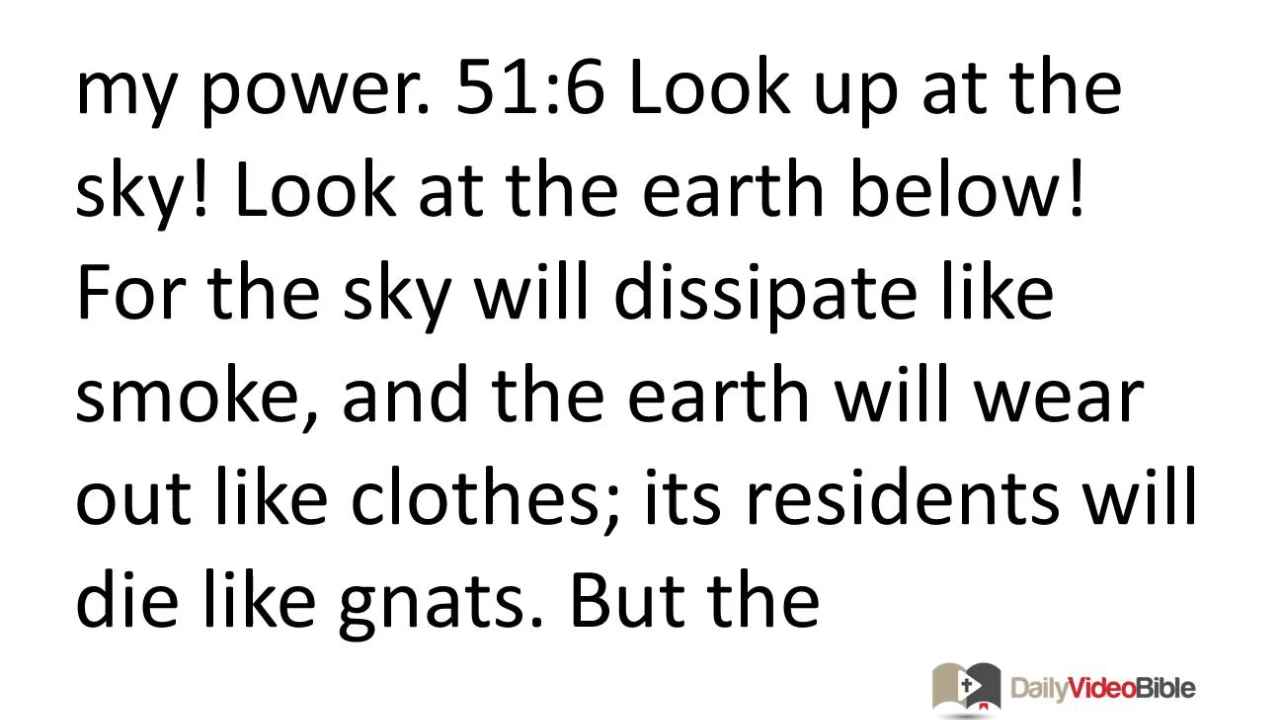 my power. 51:6 Look up at the
sky! Look at the earth below!
For the sky will dissipate like
smoke, and the earth will wear
out like clothes; its residents will
die like gnats. But the
DailyVideoBible